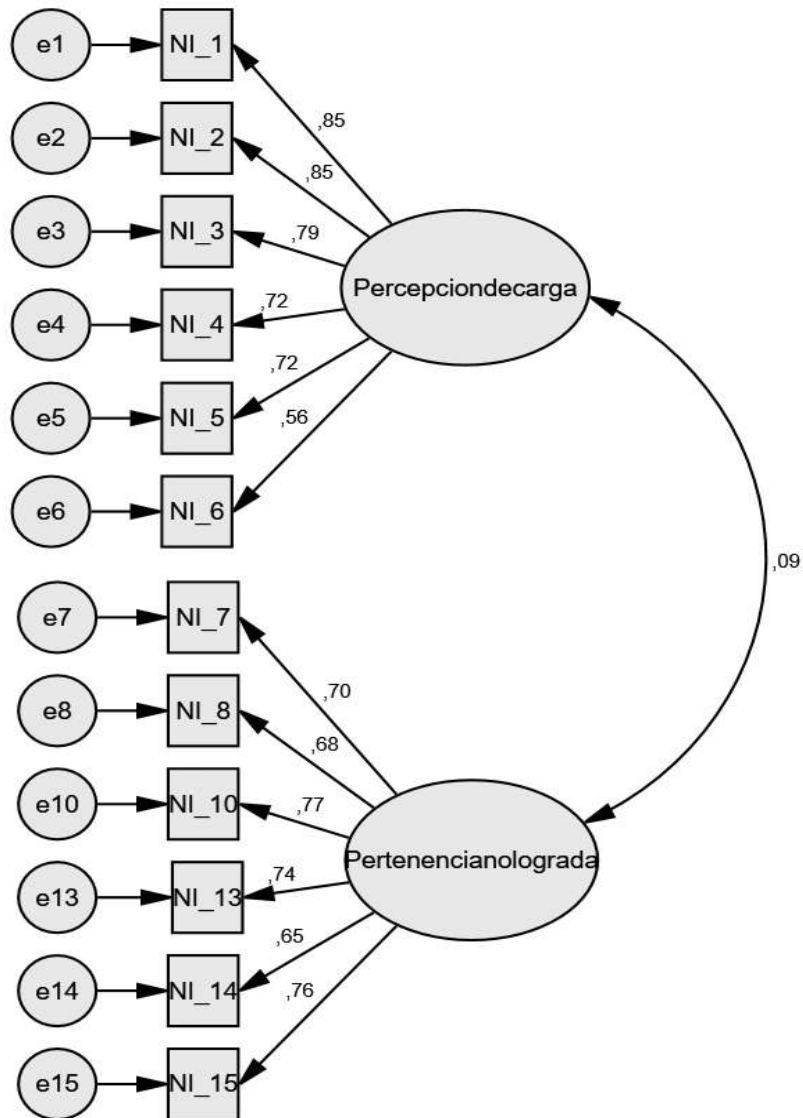 e1 NI_1
,85
e2 NI_2
,85
e3 NI_3
,79
Percepciondecarga
e4 NI_4
,72
e5 NI_5
,72
,56
e6 NI_6
,09
e7 NI_7
,70
e8 NI_8
,68
e10 NI_10
,77
Pertenencianolograda
e13 NI_13
,74
,65
e14 NI_14
,76
e15 NI_15